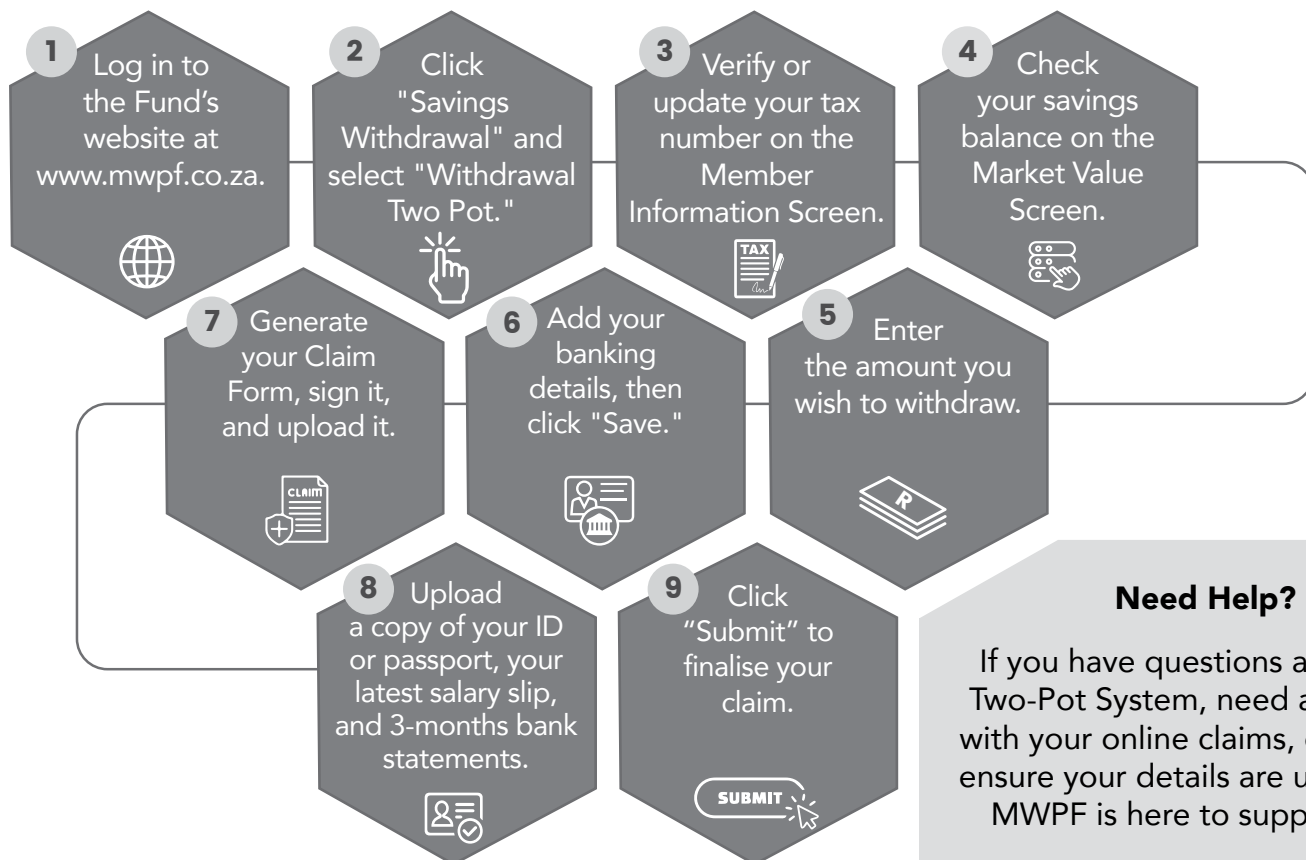 1
Log in to
the Fund's
website at
www.mwpf.co.za.
2
Click
"Savings
Withdrawal" and
select "Withdrawal
Two Pot."
3
Verify or
update your tax
number on the
Member
Information Screen.
TAX
4
Check
your savings
balance on the
Market Value
Screen.
5
Enter
the amount you
wish to withdraw.
R
6
Add your
banking
details, then
click "Save."
7
Generate
your Claim
Form, sign it,
and upload it.
CLAIM
8
Upload
a copy of your ID
or passport, your
latest salary slip,
and 3-months bank
statements.
9
Click
“Submit” to
finalise your
claim.
SUBMIT
Need Help?
If you have questions
Two-Pot System, need
with your online claims,
ensure your details are
MWPF is here to